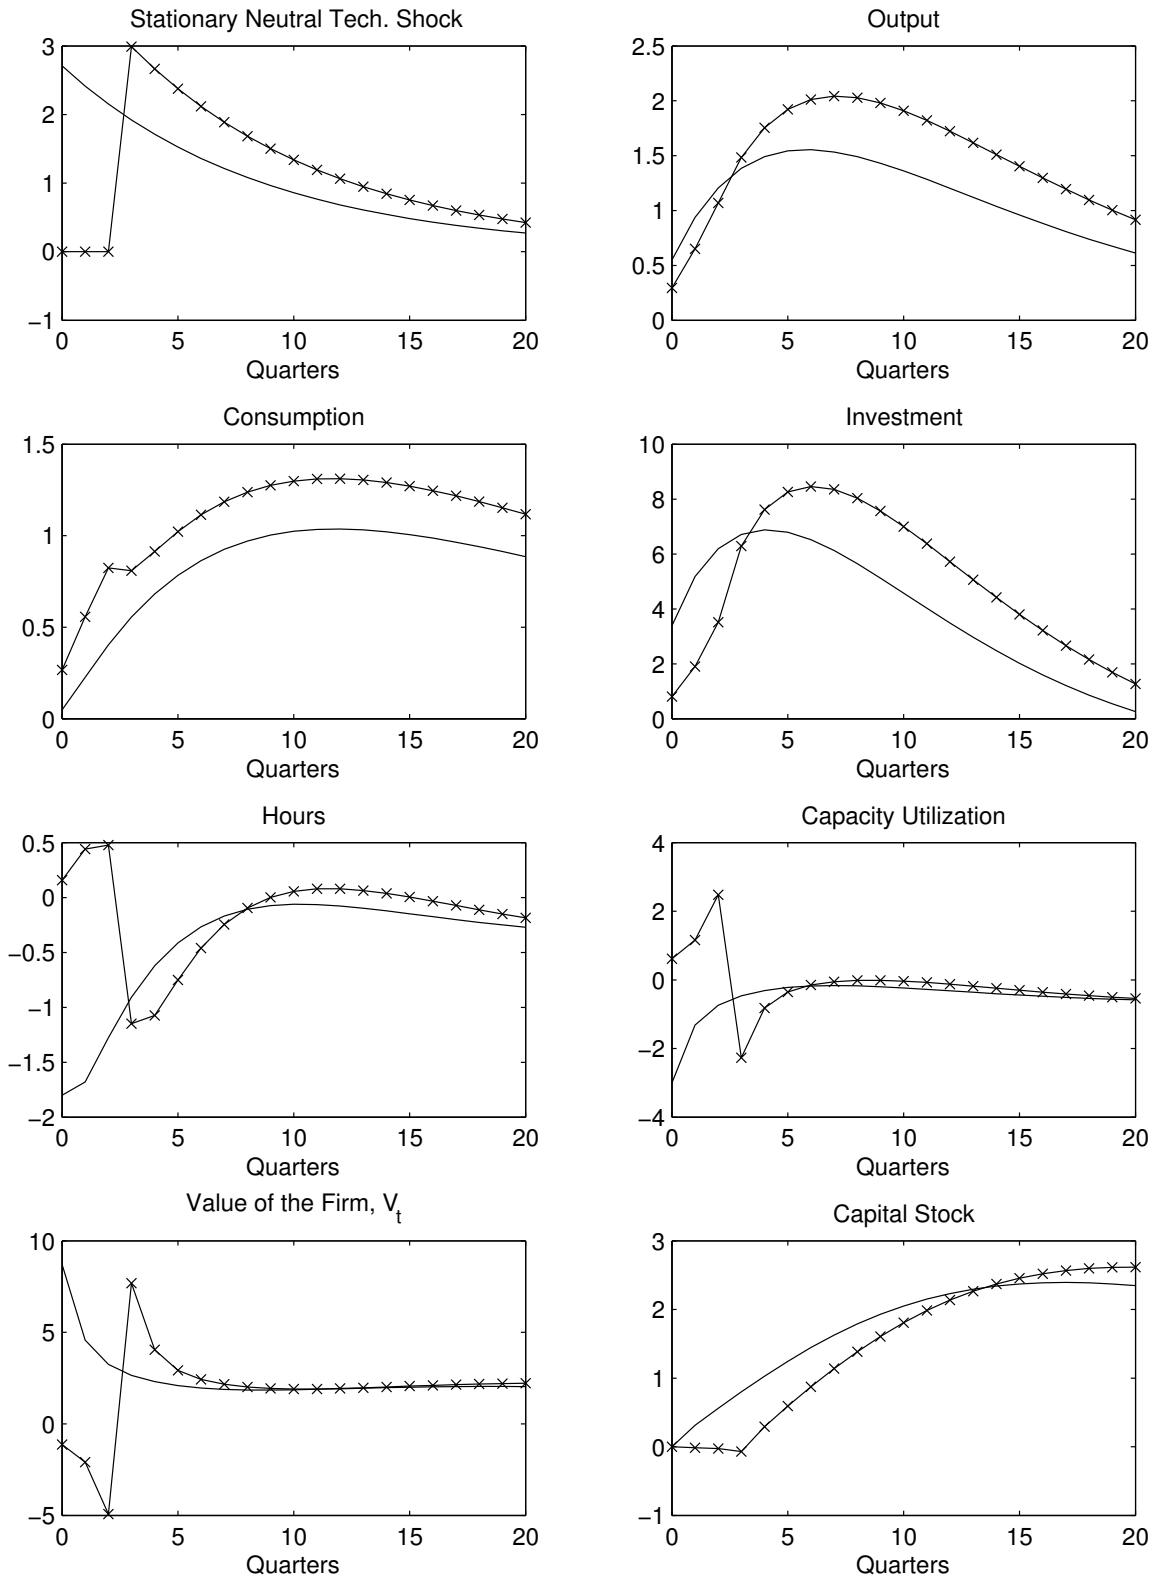 Stationary Neutral Tech. Shock
3
2
1
0
−1
0 5 10 15 20
Quarters
Output
2.5
2
1.5
1
0.5
0
0 5 10 15 20
Quarters
Consumption
1.5
1
0.5
0
0 5 10 15 20
Quarters
Investment
10
8
6
4
2
0
0 5 10 15 20
Quarters
Hours
0.5
0
−0.5
−1
−1.5
−2
0 5 10 15 20
Quarters
Capacity Utilization
4
2
0
−2
−4
0 5 10 15 20
Quarters
Value of the Firm, Vt
10
5
0
−5
0 5 10 15 20
Quarters
Capital Stock
3
2
1
0
−1
0 5 10 15 20
Quarters